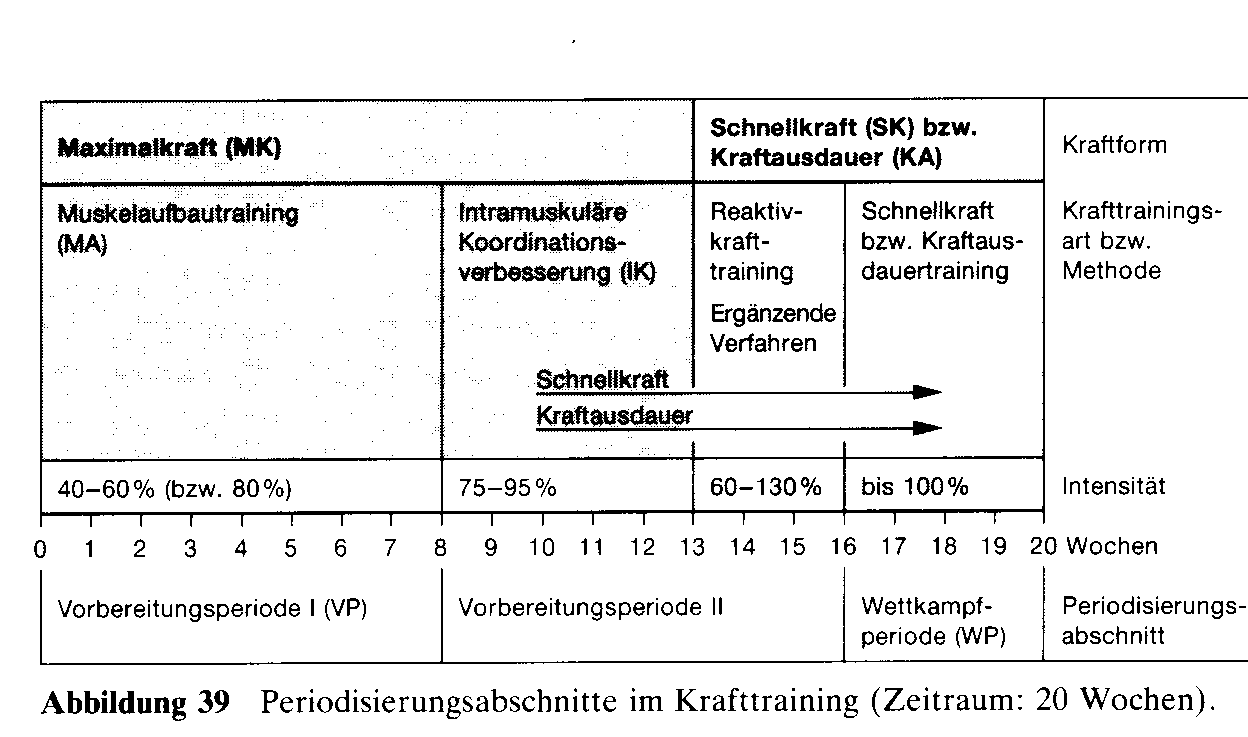 Maximalkraft (MK)
Schnellkraft (SK) bzw.
Kraftausdauer (KA)
Kraftform
Muskelaufbautraining
(MA)
Intramuskuläre
Koordinations-
verbesserung (IK)
Reaktiv-
kraft-
training
Ergänzende
Verfahren
Schnellkraft
bzw. Kraftaus-
dauertraining
Krafttrainings-
art bzw.
Methode
Schnellkraft
Kraftausdauer
40–60% (bzw. 80%)
75–95%
60–130%
bis 100%
Intensität
0 1 2 3 4 5 6 7 8 9 10 11 12 13 14 15 16 17 18 19 20 Wochen
Vorbereitungsperiode I (VP)
Vorbereitungsperiode II
Wettkampf-
periode (WP)
Periodisierungs-
abschnitt
Abbildung 39 Periodisierungsabschnitte im Krafttraining (Zeitraum: 20 Wochen).